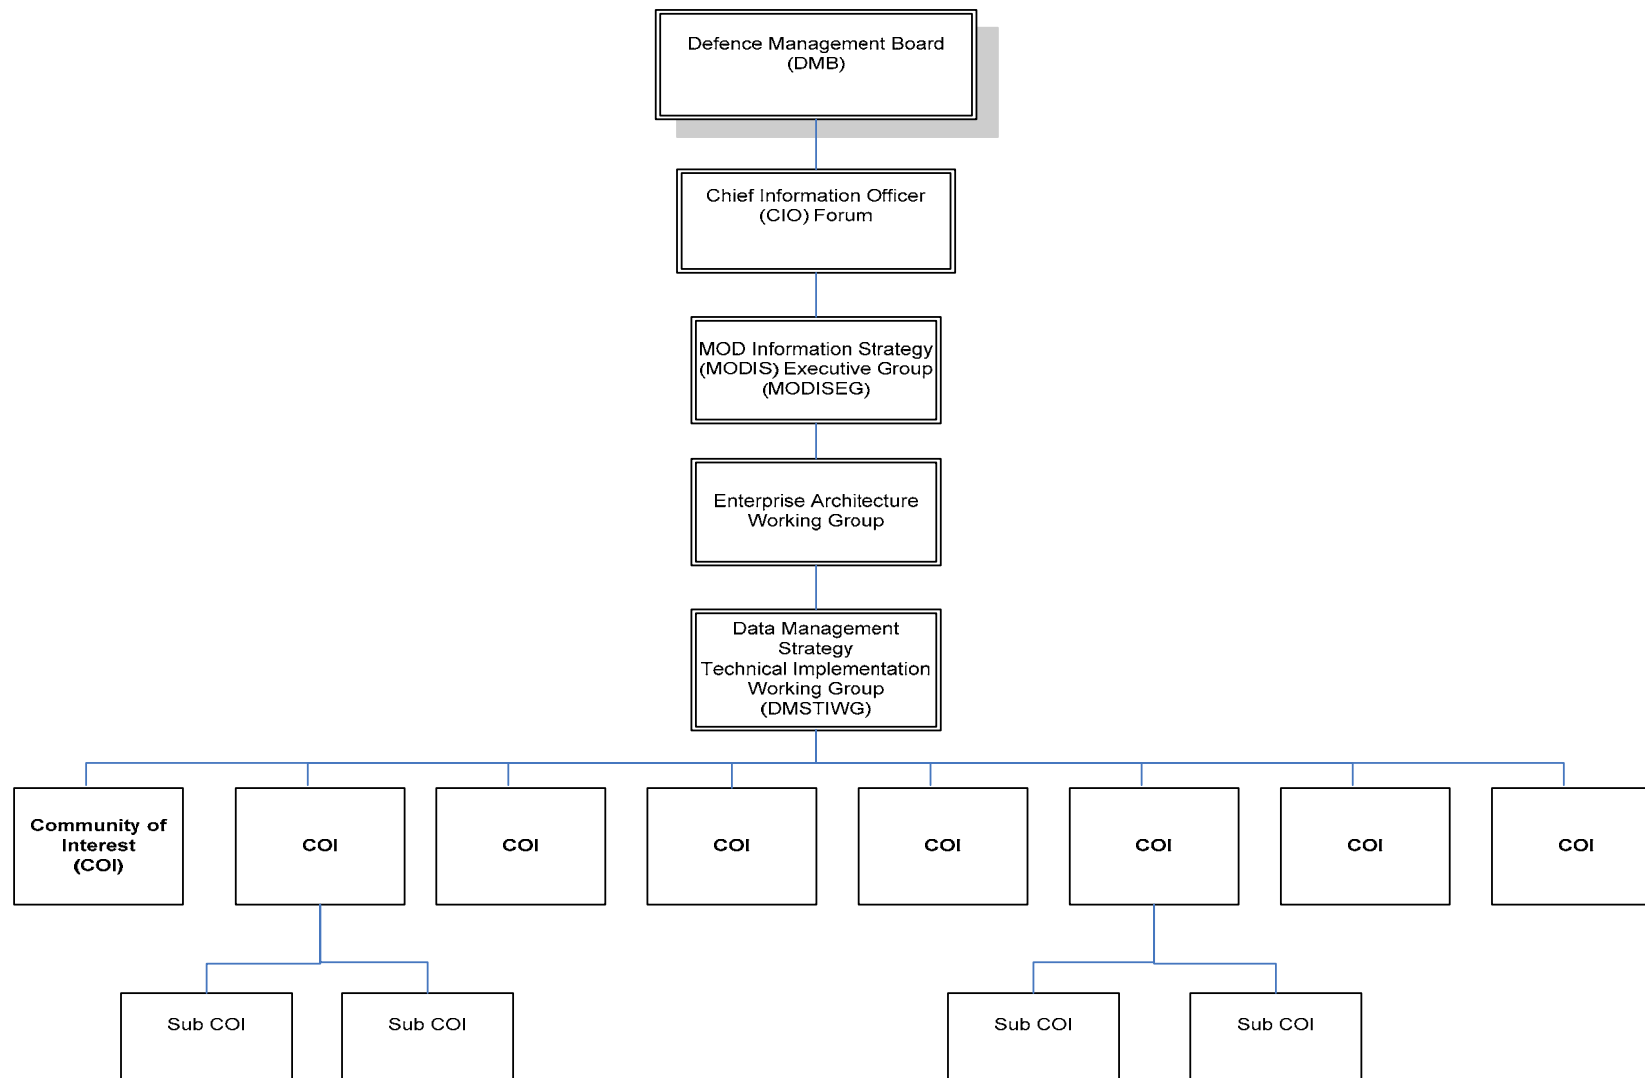 Defence Management Board
(DMB)
Chief Information Officer
(CIO) Forum
MOD Information Strategy
(MODIS) Executive Group
(MODISEG)
Enterprise Architecture
Working Group
Data Management
Strategy
Technical Implementation
Working Group
(DMSTIWG)
Community of
Interest
(COI)
COI
COI
COI
COI
COI
COI
COI
Sub COI
Sub COI
Sub COI
Sub COI